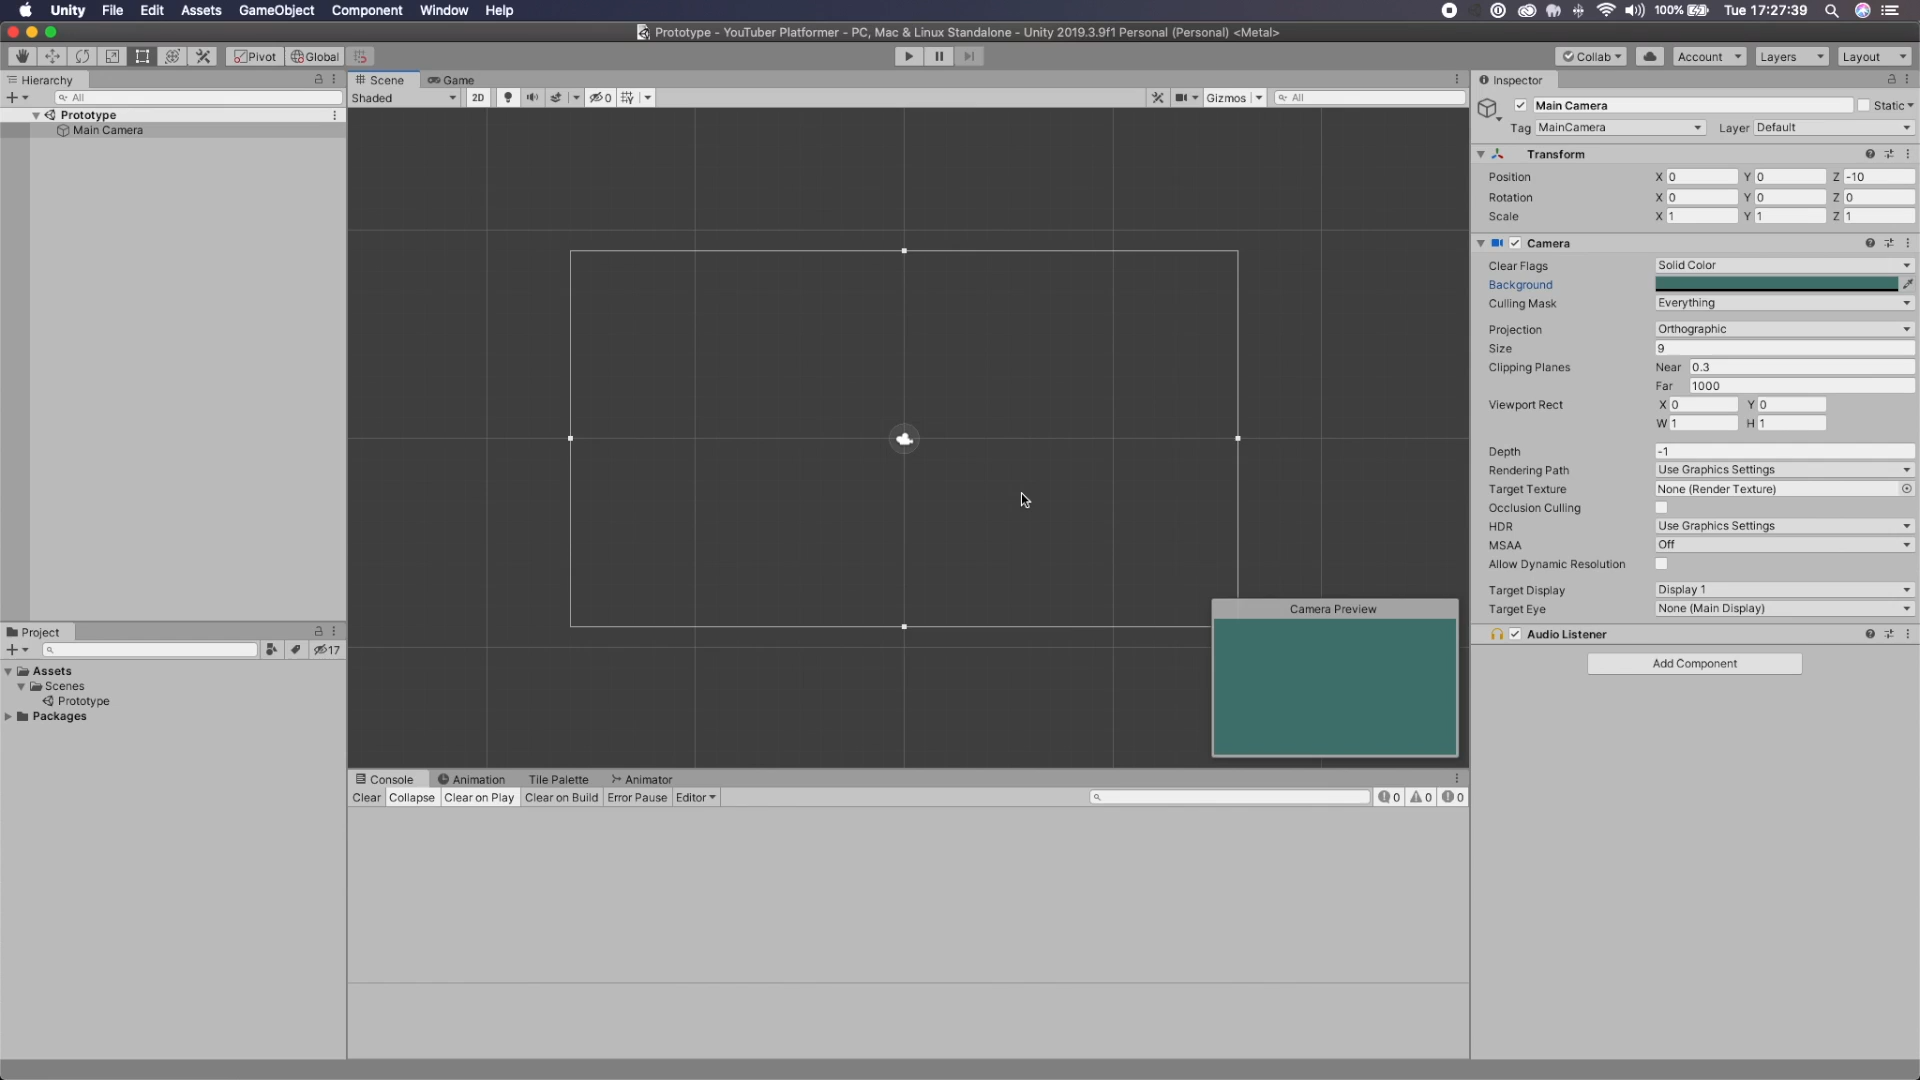 Unity File Edit Assets GameObject Component Window Help 100% Tue 17:27:39
Prototype - YouTuber Platformer - PC, Mac & Linux Standalone - Unity 2019.3.9f1 Personal (Personal) <Metal>
Pivot Global Collab Account Layers Layout
Hierarchy
All
Prototype
Main Camera
Scene Game
Shaded 2D 0 Gizmos All
Camera Preview
Inspector
Main Camera Static
Tag MainCamera Layer Default
Transform
Position X 0 Y 0 Z -10
Rotation X 0 Y 0 Z 0
Scale X 1 Y 1 Z 1
Camera
Clear Flags Solid Color
Background
Culling Mask Everything
Projection Orthographic
Size 9
Clipping Planes Near 0.3
Far 1000
Viewport Rect X 0 Y 0
W 1 H 1
Depth -1
Rendering Path Use Graphics Settings
Target Texture None (Render Texture)
Occlusion Culling
HDR Use Graphics Settings
MSAA Off
Allow Dynamic Resolution
Target Display Display 1
Target Eye None (Main Display)
Audio Listener
Add Component
Project
17
Assets
Scenes
Prototype
Packages
Console Animation Tile Palette Animator
Clear Collapse Clear on Play Clear on Build Error Pause Editor 0 0 0